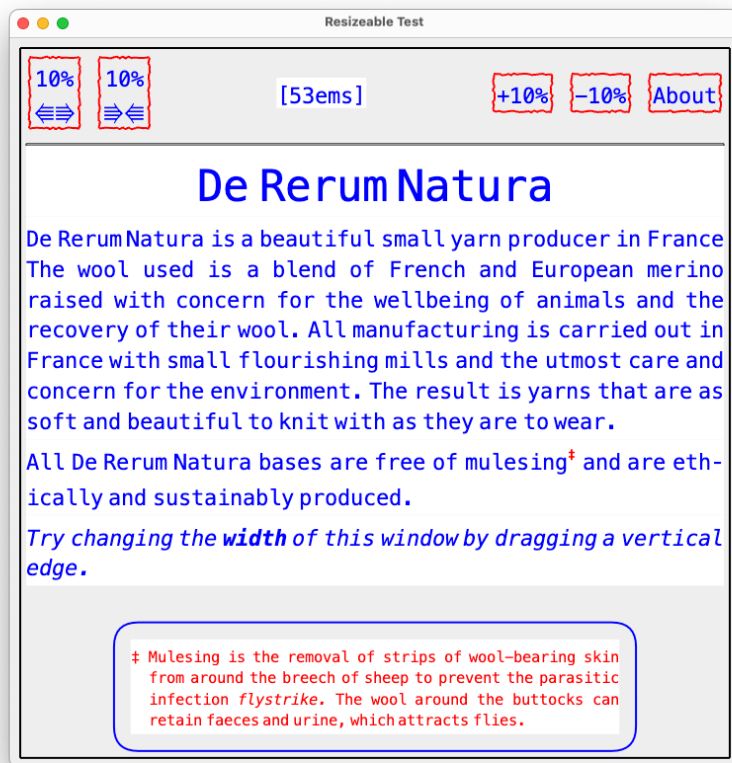 Resizeable Test
10% 10% [53ems] +10% −10% About
⇚⇛ ⇛⇚
De Rerum Natura
De Rerum Natura is a beautiful small yarn producer in France
The wool used is a blend of French and European merino
raised with concern for the wellbeing of animals and the
recovery of their wool. All manufacturing is carried out in
France with small flourishing mills and the utmost care and
concern for the environment. The result is yarns that are as
soft and beautiful to knit with as they are to wear.
All De Rerum Natura bases are free of mulesing‡ and are eth-
ically and sustainably produced.
Try changing the width of this window by dragging a vertical
edge.
‡ Mulesing is the removal of strips of wool-bearing skin
from around the breech of sheep to prevent the parasitic
infection flystrike. The wool around the buttocks can
retain faeces and urine, which attracts flies.